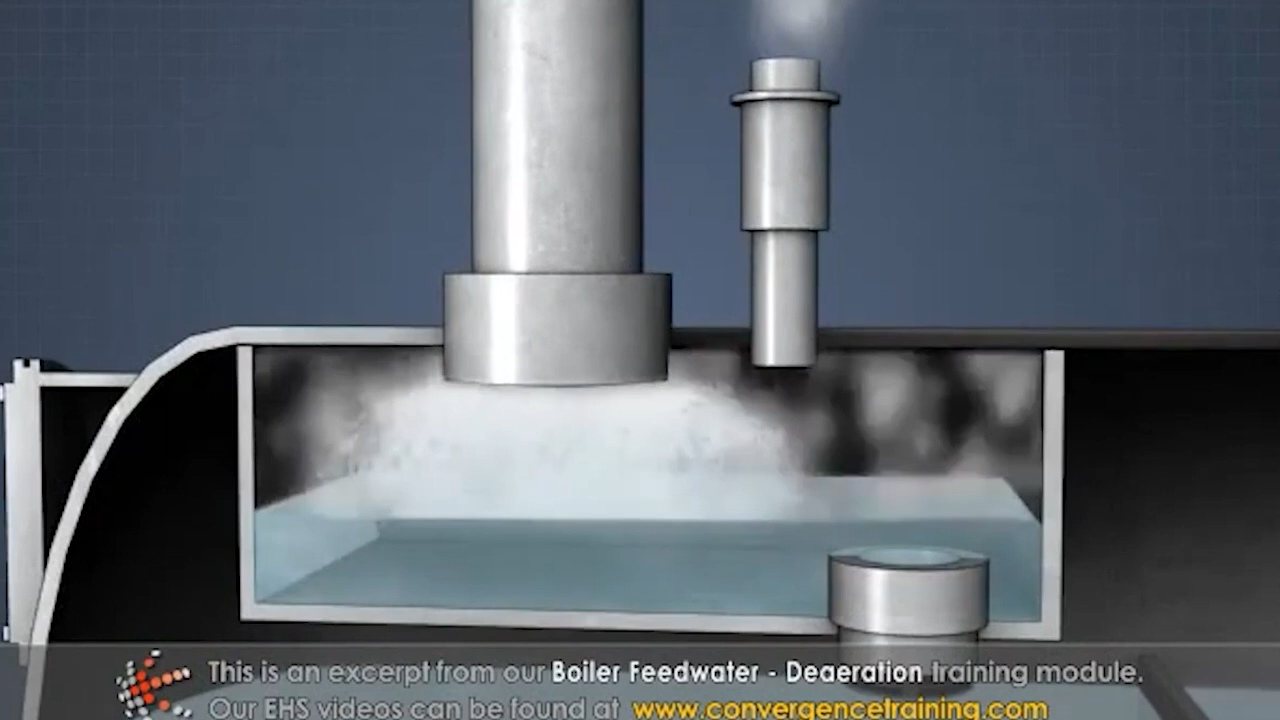 This is an excerpt from our Boiler Feedwater - Deaeration training module.
Our EHS videos can be found at www.convergencetraining.com